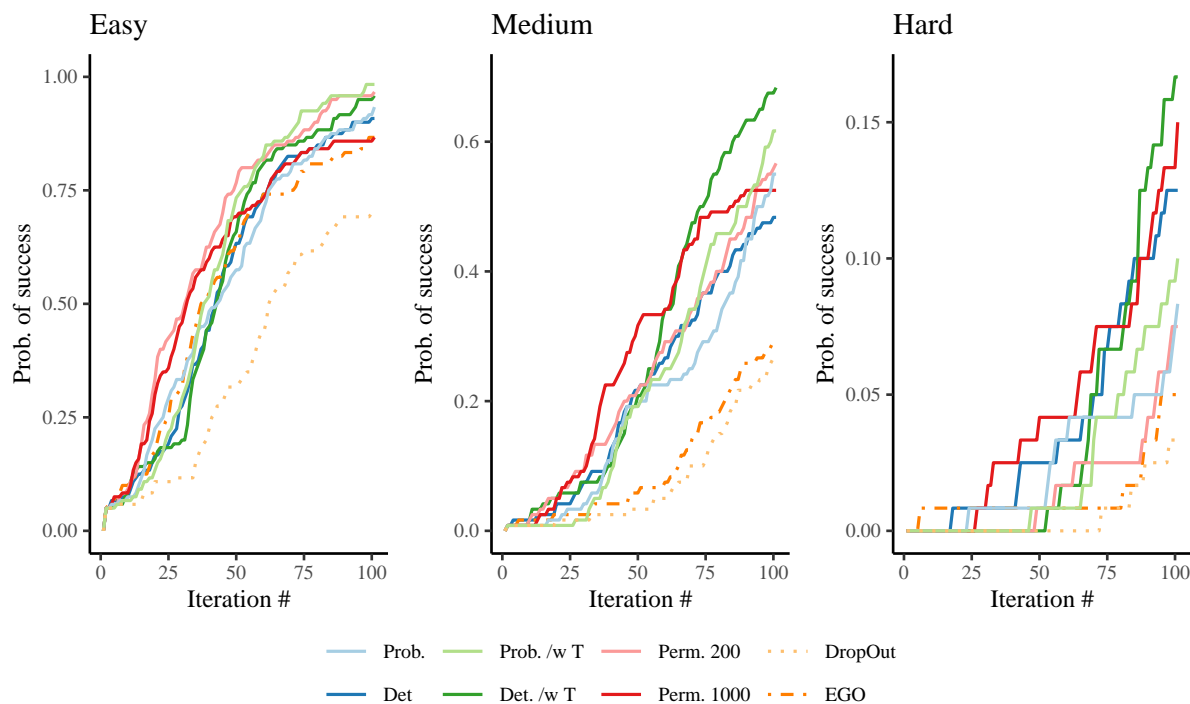 Easy
Medium
Hard
Prob. of success
1.00
0.75
0.50
0.25
0.00
0 25 50 75 100
Iteration #
Prob. of success
0.6
0.4
0.2
0.0
0 25 50 75 100
Iteration #
Prob. of success
0.15
0.10
0.05
0.00
0 25 50 75 100
Iteration #
Prob. Prob. /w T Perm. 200 DropOut
Det Det. /w T Perm. 1000 EGO